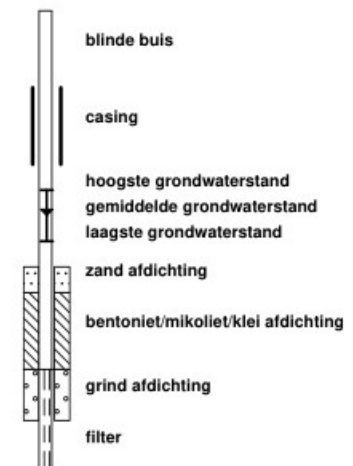 blinde buis
casing
hoogste grondwaterstand
gemiddelde grondwaterstand
laagste grondwaterstand
zand afdichting
bentoniet/mikoliet/klei afdichting
grind afdichting
filter